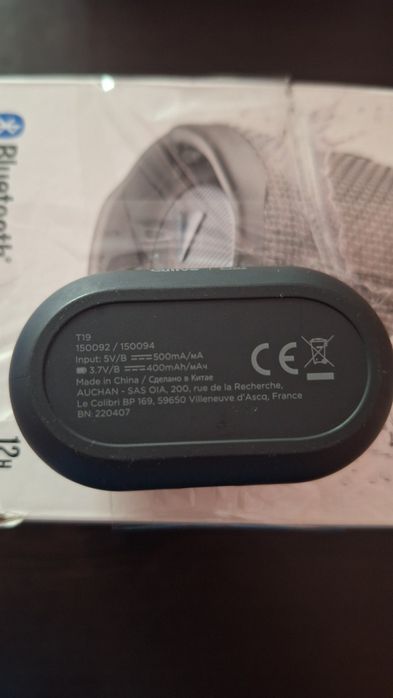 Bluetooth®
T19
150092 / 150094
Input: 5V/В ⎓ 500mA/мА
3.7V/В ⎓ 400mAh/мАч
Made in China / Сделано в Китае
AUCHAN - SAS OIA, 200, rue de la Recherche,
Le Colibri BP 169, 59650 Villeneuve d'Ascq, France
BN: 220407
CE
12H